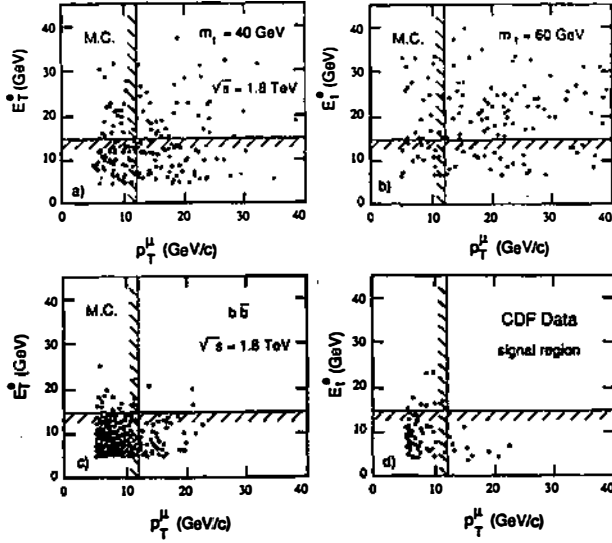 M.C.
m_t = 40 GeV
√s = 1.8 TeV
E_T^e (GeV)
40
30
20
10
0
a)
0 10 20 30 40
p_T^μ (GeV/c)
M.C.
m_t = 60 GeV
E_t^e (GeV)
40
30
20
10
0
b)
0 10 20 30 40
p_T^μ (GeV/c)
M.C.
b b̅
√s = 1.8 TeV
E_T^e (GeV)
40
30
20
10
0
c)
0 10 20 30 40
p_T^μ (GeV/c)
CDF Data
signal region
E_t^e (GeV)
40
30
20
10
0
d)
0 10 20 30 40
p_T^μ (GeV/c)